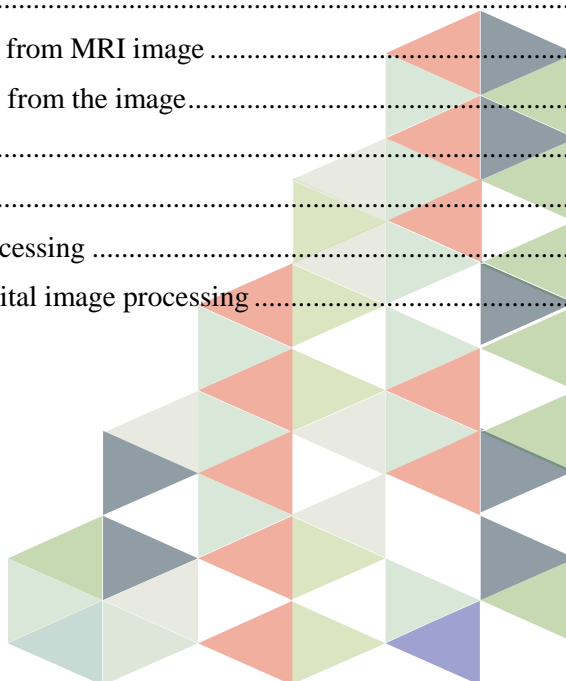 ................................................................
from MRI image ................................................
from the image..................................................
................................................................
................................................................
cessing ........................................................
ital image processing ..........................................